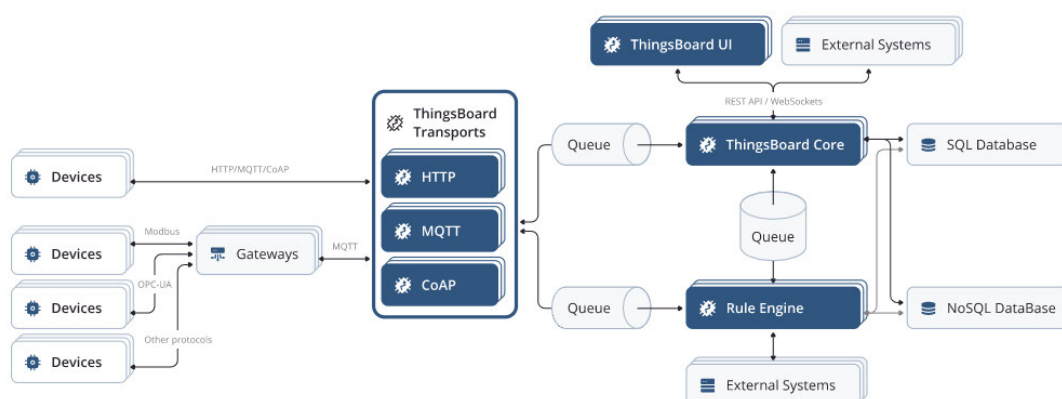 ThingsBoard UI
External Systems
REST API / WebSockets
ThingsBoard
Transports
Queue
ThingsBoard Core
SQL Database
Devices
HTTP/MQTT/CoAP
HTTP
Modbus
Devices
Gateways
MQTT
MQTT
Queue
OPC-UA
CoAP
Devices
Queue
Rule Engine
NoSQL DataBase
Other protocols
Devices
External Systems